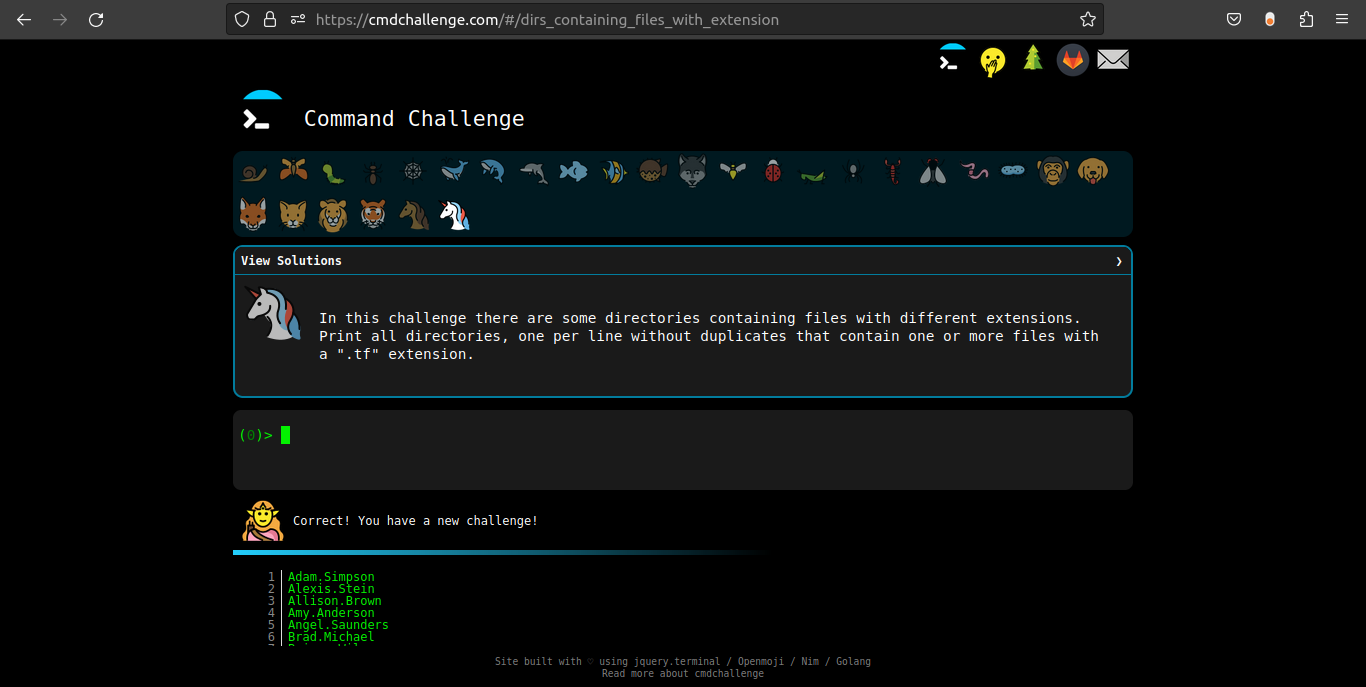 https://cmdchallenge.com/#/dirs_containing_files_with_extension
Command Challenge
View Solutions
In this challenge there are some directories containing files with different extensions.
Print all directories, one per line without duplicates that contain one or more files with
a ".tf" extension.
(0)>
Correct! You have a new challenge!
1 Adam.Simpson
2 Alexis.Stein
3 Allison.Brown
4 Amy.Anderson
5 Angel.Saunders
6 Brad.Michael
Site built with ♡ using jquery.terminal / Openmoji / Nim / Golang
Read more about cmdchallenge